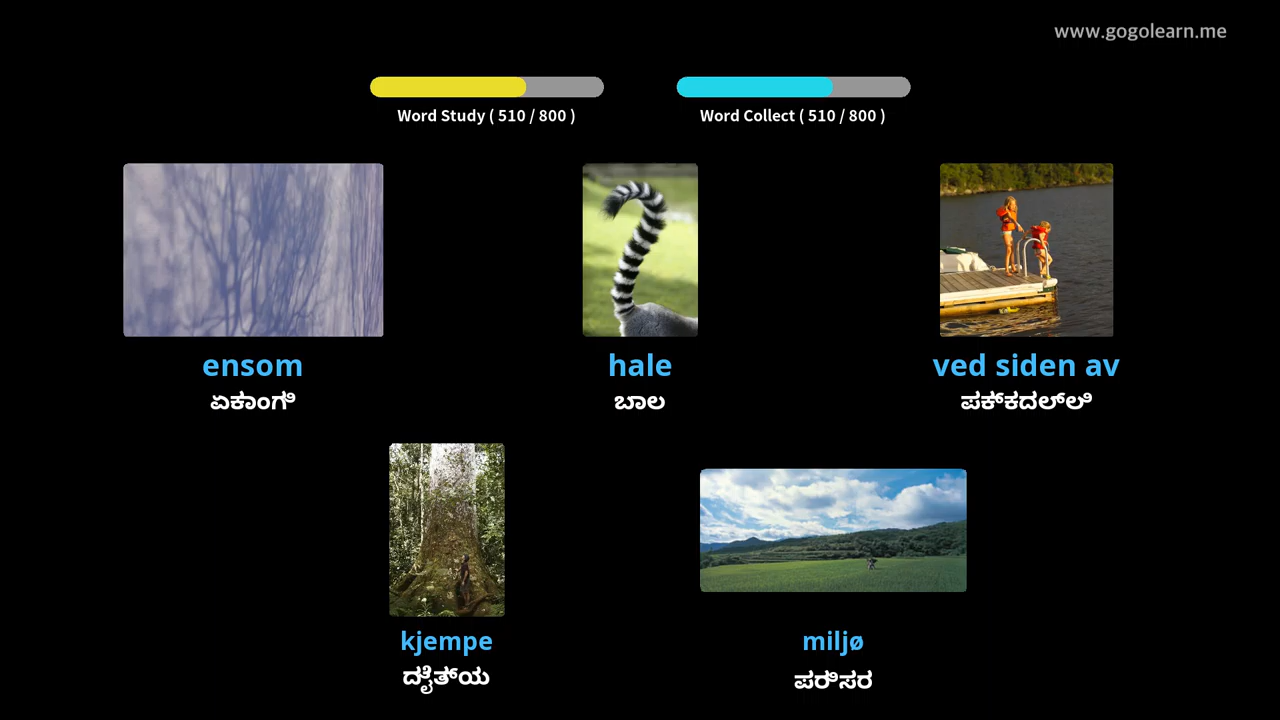 www.gogolearn.me
Word Study ( 510 / 800 )
Word Collect ( 510 / 800 )
ensom
ಏಕಾಂಗಿ
hale
ಬಾಲ
ved siden av
ಪಕ್ಕದಲ್ಲಿ
kjempe
ದೈತ್ಯ
miljø
ಪರಿಸರ